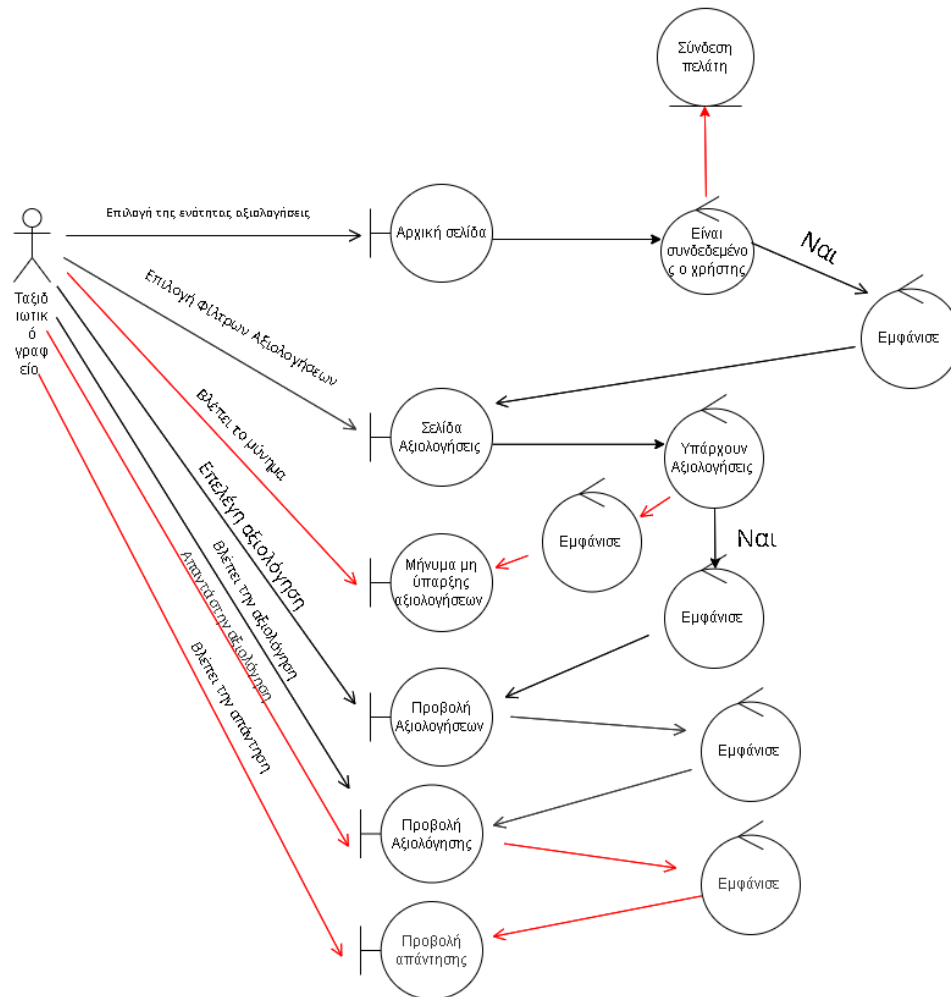 Σύνδεση
πελάτη
Επιλογή της ενότητας αξιολογήσεις
Αρχική σελίδα
Είναι
συνδεδεμένο
ς ο χρήστης
Ναι
Ταξιδ
ιωτικ
ό
γραφ
είο
Επιλογή Φίλτρων Αξιολογήσεων
Εμφάνισε
Σελίδα
Αξιολογήσεις
Υπάρχουν
Αξιολογήσεις
Βλέπει το μύνημα
Εμφάνισε
Ναι
Μήνυμα μη
ύπαρξης
αξιολογήσεων
Εμφάνισε
Επελέγη αξιολόγηση
Βλέπει την αξιολόγηση
Απαντά στην αξιολόγηση
Βλέπει την απάντηση
Προβολή
Αξιολογήσεων
Εμφάνισε
Προβολή
Αξιολόγησης
Εμφάνισε
Προβολή
απάντησης